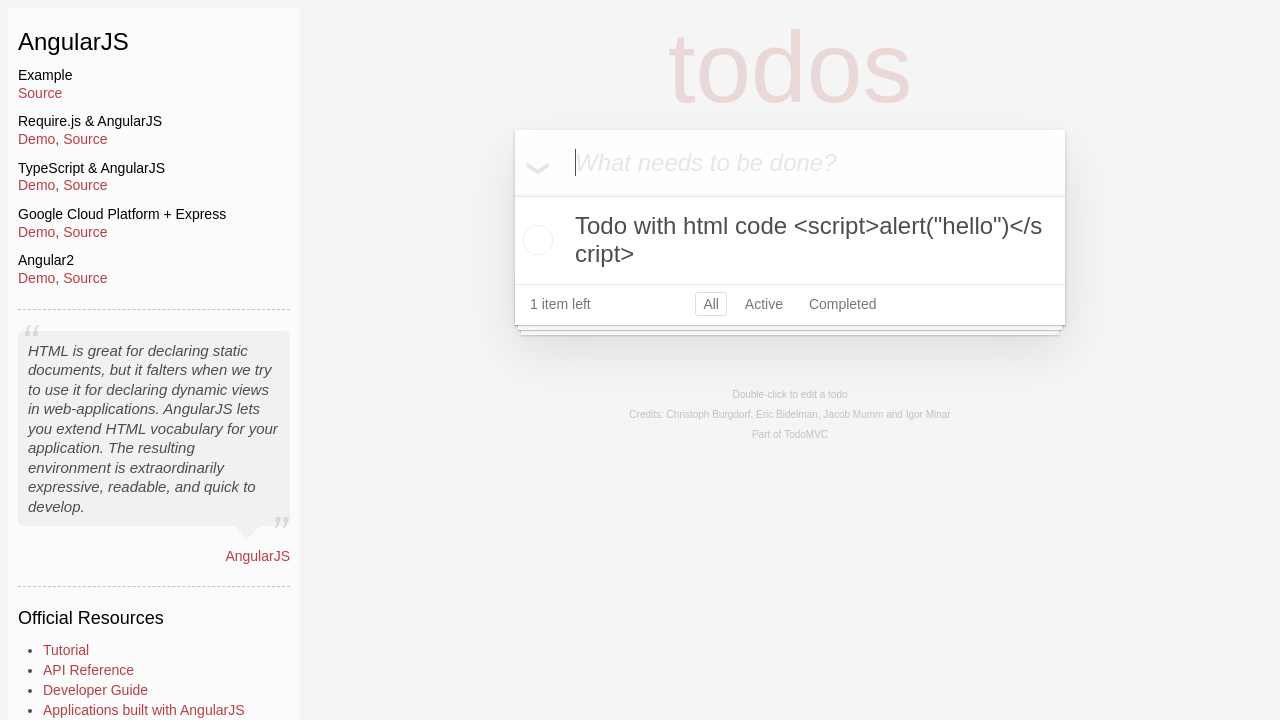 AngularJS
Example
Source
Require.js & AngularJS
Demo, Source
TypeScript & AngularJS
Demo, Source
Google Cloud Platform + Express
Demo, Source
Angular2
Demo, Source
“
HTML is great for declaring static
documents, but it falters when we try
to use it for declaring dynamic views
in web-applications. AngularJS lets
you extend HTML vocabulary for your
application. The resulting
environment is extraordinarily
expressive, readable, and quick to
develop.
”
AngularJS
Official Resources
Tutorial
API Reference
Developer Guide
Applications built with AngularJS
todos
What needs to be done?
Todo with html code <script>alert("hello")</s
cript>
1 item left
All
Active
Completed
Double-click to edit a todo
Credits: Christoph Burgdorf, Eric Bidelman, Jacob Mumm and Igor Minar
Part of TodoMVC